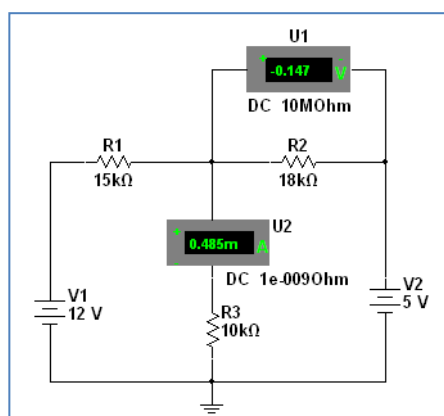 U1
+ -0.147 - V
DC 10MOhm
R1
15kΩ
R2
18kΩ
U2
+ 0.485m - A
DC 1e-009Ohm
V1
12 V
R3
10kΩ
V2
5 V